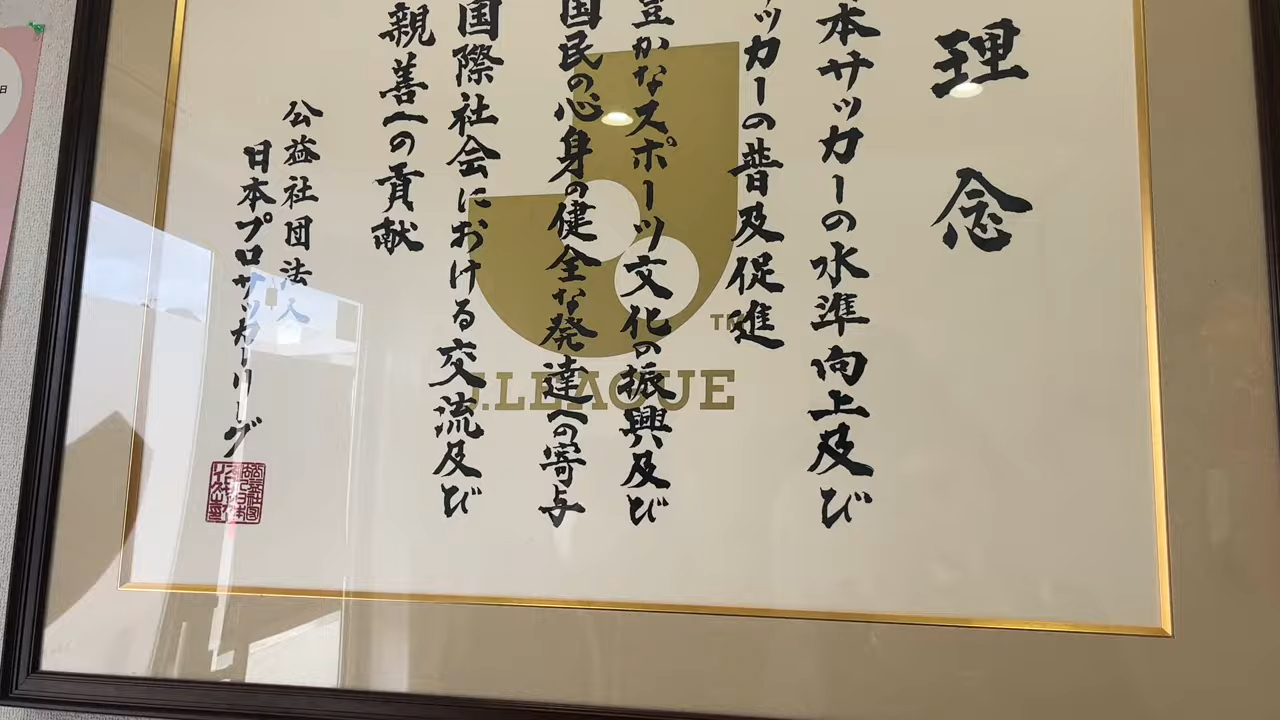 理念
本サッカーの水準向上及び
ッカーの普及促進
豊かなスポーツ文化の振興及び
国民の心身の健全な発達への寄与
国際社会における交流及び
親善への貢献
公益社団法人
日本プロサッカーリーグ
J.LEAGUE
TM
日